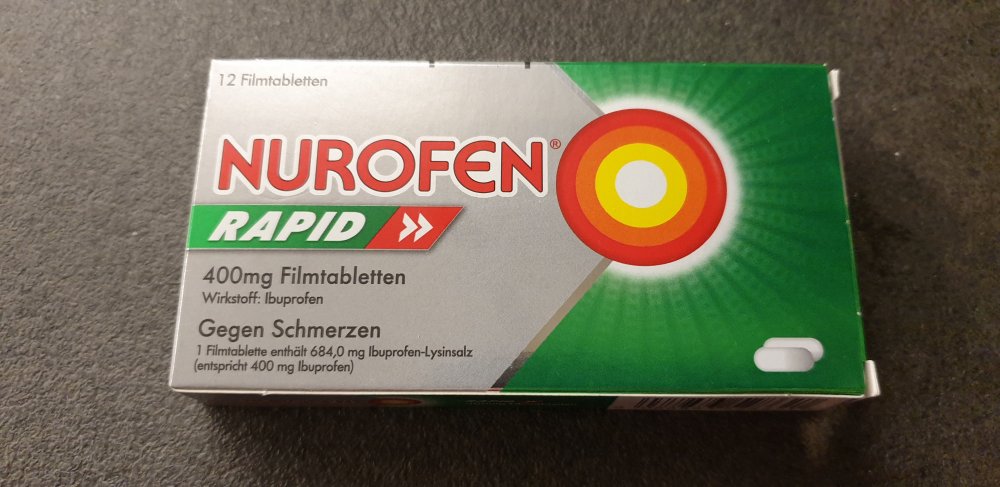 12 Filmtabletten
NUROFEN®
RAPID
400mg Filmtabletten
Wirkstoff: Ibuprofen
Gegen Schmerzen
1 Filmtablette enthält 684,0 mg Ibuprofen-Lysinsalz
(entspricht 400 mg Ibuprofen)